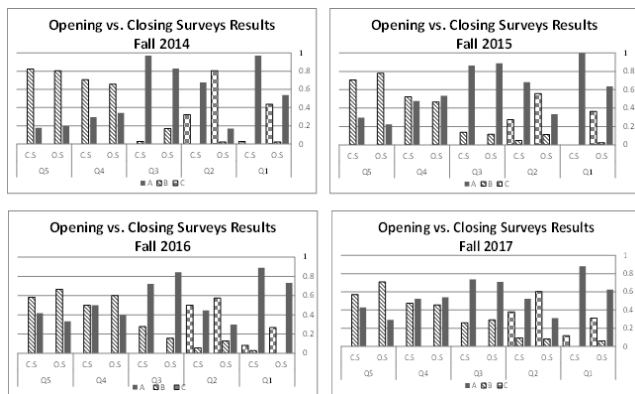 Opening vs. Closing Surveys Results
Fall 2014
1
0.8
0.6
0.4
0.2
0
C.S O.S C.S O.S C.S O.S C.S O.S C.S O.S
Q5 Q4 Q3 Q2 Q1
A B C
Opening vs. Closing Surveys Results
Fall 2015
1
0.8
0.6
0.4
0.2
0
C.S O.S C.S O.S C.S O.S C.S O.S C.S O.S
Q5 Q4 Q3 Q2 Q1
A B C
Opening vs. Closing Surveys Results
Fall 2016
1
0.8
0.6
0.4
0.2
0
C.S O.S C.S O.S C.S O.S C.S O.S C.S O.S
Q5 Q4 Q3 Q2 Q1
A B C
Opening vs. Closing Surveys Results
Fall 2017
1
0.8
0.6
0.4
0.2
0
C.S O.S C.S O.S C.S O.S C.S O.S C.S O.S
Q5 Q4 Q3 Q2 Q1
A B C